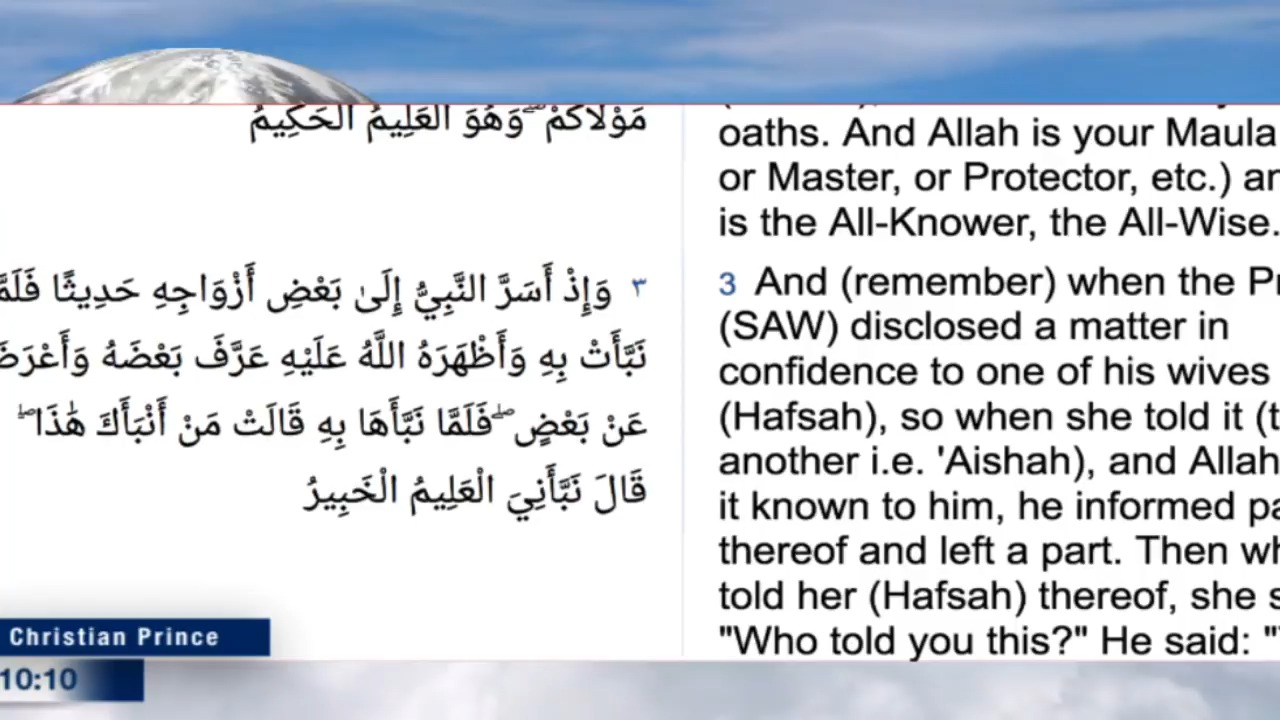 مَوْلَاكُمْ ۖ وَهُوَ الْعَلِيمُ الْحَكِيمُ
٣ وَإِذْ أَسَرَّ النَّبِيُّ إِلَىٰ بَعْضِ أَزْوَاجِهِ حَدِيثًا
نَبَّأَتْ بِهِ وَأَظْهَرَهُ اللَّهُ عَلَيْهِ عَرَّفَ بَعْضَهُ
عَنْ بَعْضٍ ۖ فَلَمَّا نَبَّأَهَا بِهِ قَالَتْ مَنْ أَنْبَأَكَ هَٰذَا ۖ
قَالَ نَبَّأَنِيَ الْعَلِيمُ الْخَبِيرُ
oaths. And Allah is your Maula
or Master, or Protector, etc.)
is the All-Knower, the All-Wise.
3 And (remember) when the
(SAW) disclosed a matter in
confidence to one of his wives
(Hafsah), so when she told it
another i.e. 'Aishah), and Allah
it known to him, he informed
thereof and left a part. Then
told her (Hafsah) thereof, she
"Who told you this?" He said:
Christian Prince
10:10